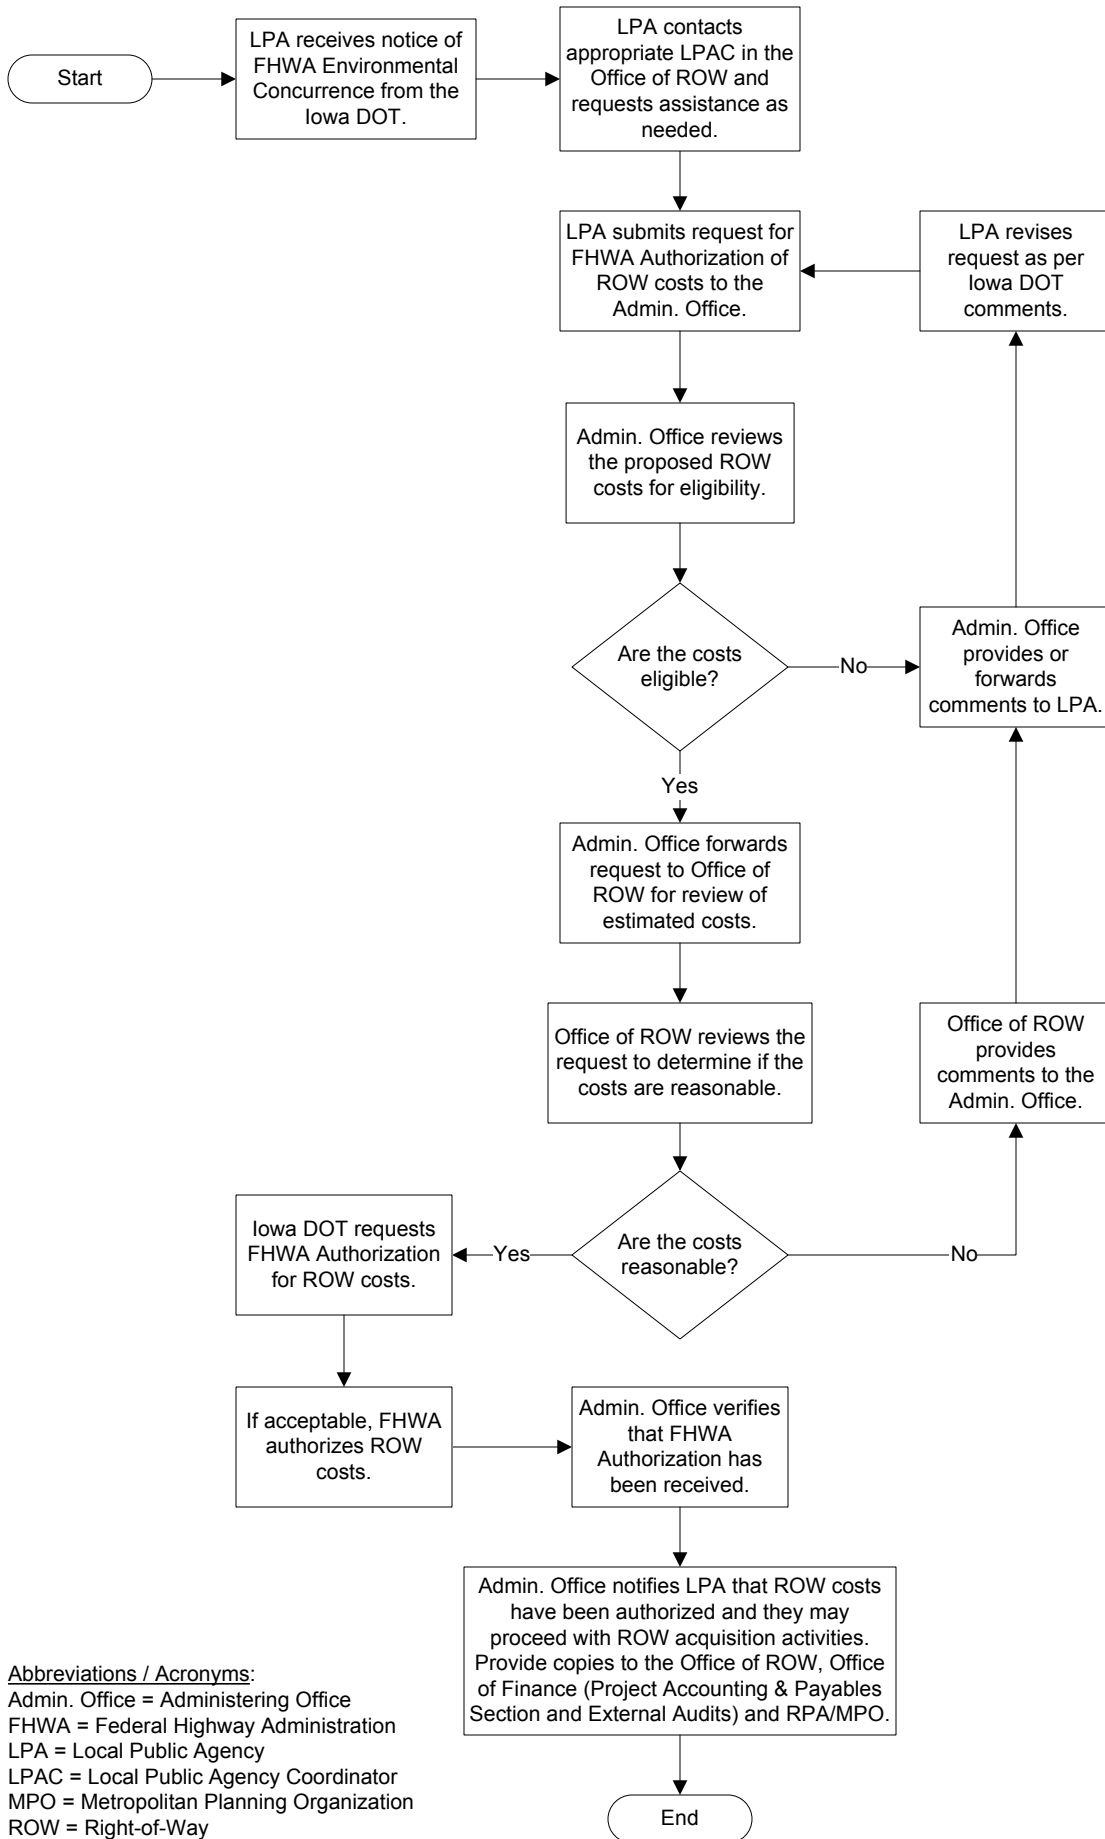 Start
LPA receives notice of
FHWA Environmental
Concurrence from the
Iowa DOT.
LPA contacts
appropriate LPAC in the
Office of ROW and
requests assistance as
needed.
LPA submits request for
FHWA Authorization of
ROW costs to the
Admin. Office.
LPA revises
request as per
Iowa DOT
comments.
Admin. Office reviews
the proposed ROW
costs for eligibility.
Are the costs
eligible?
No
Admin. Office
provides or
forwards
comments to LPA.
Yes
Admin. Office forwards
request to Office of
ROW for review of
estimated costs.
Office of ROW reviews the
request to determine if the
costs are reasonable.
Office of ROW
provides
comments to the
Admin. Office.
Are the costs
reasonable?
No
Yes
Iowa DOT requests
FHWA Authorization
for ROW costs.
If acceptable, FHWA
authorizes ROW
costs.
Admin. Office verifies
that FHWA
Authorization has
been received.
Admin. Office notifies LPA that ROW costs
have been authorized and they may
proceed with ROW acquisition activities.
Provide copies to the Office of ROW, Office
of Finance (Project Accounting & Payables
Section and External Audits) and RPA/MPO.
End
Abbreviations / Acronyms:
Admin. Office = Administering Office
FHWA = Federal Highway Administration
LPA = Local Public Agency
LPAC = Local Public Agency Coordinator
MPO = Metropolitan Planning Organization
ROW = Right-of-Way